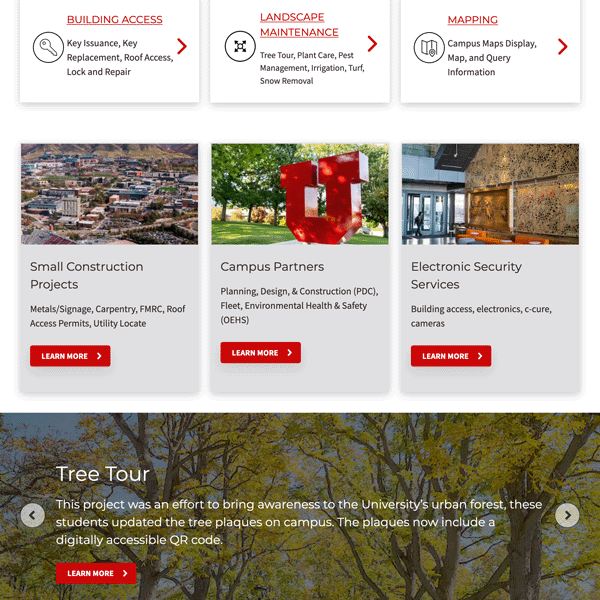 BUILDING ACCESS
Key Issuance, Key
Replacement, Roof Access,
Lock and Repair
LANDSCAPE
MAINTENANCE
Tree Tour, Plant Care, Pest
Management, Irrigation, Turf,
Snow Removal
MAPPING
Campus Maps Display,
Map, and Query
Information
Small Construction
Projects
Metals/Signage, Carpentry, FMRC, Roof
Access Permits, Utility Locate
LEARN MORE
U
Campus Partners
Planning, Design, & Construction (PDC),
Fleet, Environmental Health & Safety
(OEHS)
LEARN MORE
Electronic Security
Services
Building access, electronics, c-cure,
cameras
LEARN MORE
Tree Tour
This project was an effort to bring awareness to the University's urban forest, these
students updated the tree plaques on campus. The plaques now include a
digitally accessible QR code.
LEARN MORE